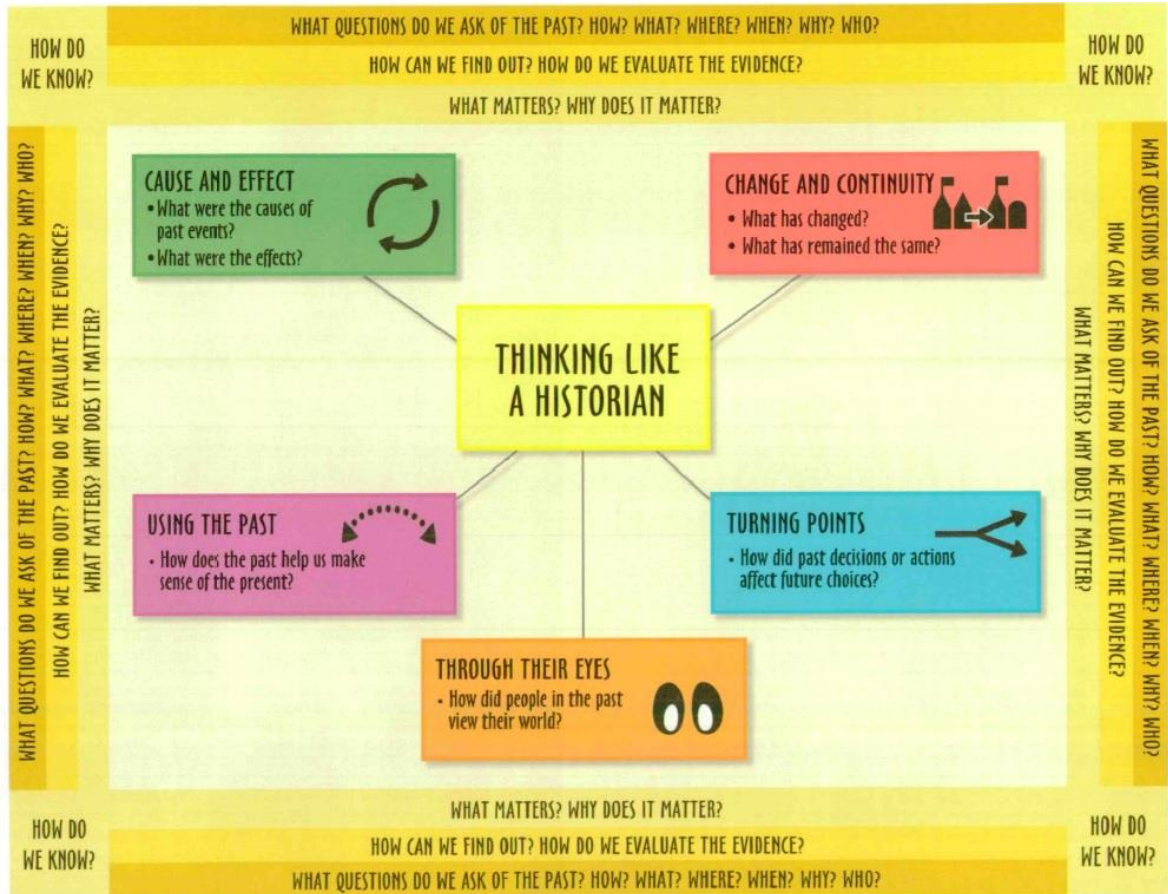 WHAT QUESTIONS DO WE ASK OF THE PAST? HOW? WHAT? WHERE? WHEN? WHY? WHO?
HOW DO
WE KNOW?
HOW CAN WE FIND OUT? HOW DO WE EVALUATE THE EVIDENCE?
HOW DO
WE KNOW?
WHAT MATTERS? WHY DOES IT MATTER?
WHAT QUESTIONS DO WE ASK OF THE PAST? HOW? WHAT? WHERE? WHEN? WHY? WHO?
HOW CAN WE FIND OUT? HOW DO WE EVALUATE THE EVIDENCE?
WHAT MATTERS? WHY DOES IT MATTER?
CAUSE AND EFFECT
• What were the causes of
past events?
• What were the effects?
CHANGE AND CONTINUITY
• What has changed?
• What has remained the same?
THINKING LIKE
A HISTORIAN
USING THE PAST
• How does the past help us make
sense of the present?
TURNING POINTS
• How did past decisions or actions
affect future choices?
THROUGH THEIR EYES
• How did people in the past
view their world?
WHAT MATTERS? WHY DOES IT MATTER?
HOW CAN WE FIND OUT? HOW DO WE EVALUATE THE EVIDENCE?
WHAT QUESTIONS DO WE ASK OF THE PAST? HOW? WHAT? WHERE? WHEN? WHY? WHO?
HOW DO
WE KNOW?
WHAT MATTERS? WHY DOES IT MATTER?
HOW CAN WE FIND OUT? HOW DO WE EVALUATE THE EVIDENCE?
WHAT QUESTIONS DO WE ASK OF THE PAST? HOW? WHAT? WHERE? WHEN? WHY? WHO?
HOW DO
WE KNOW?